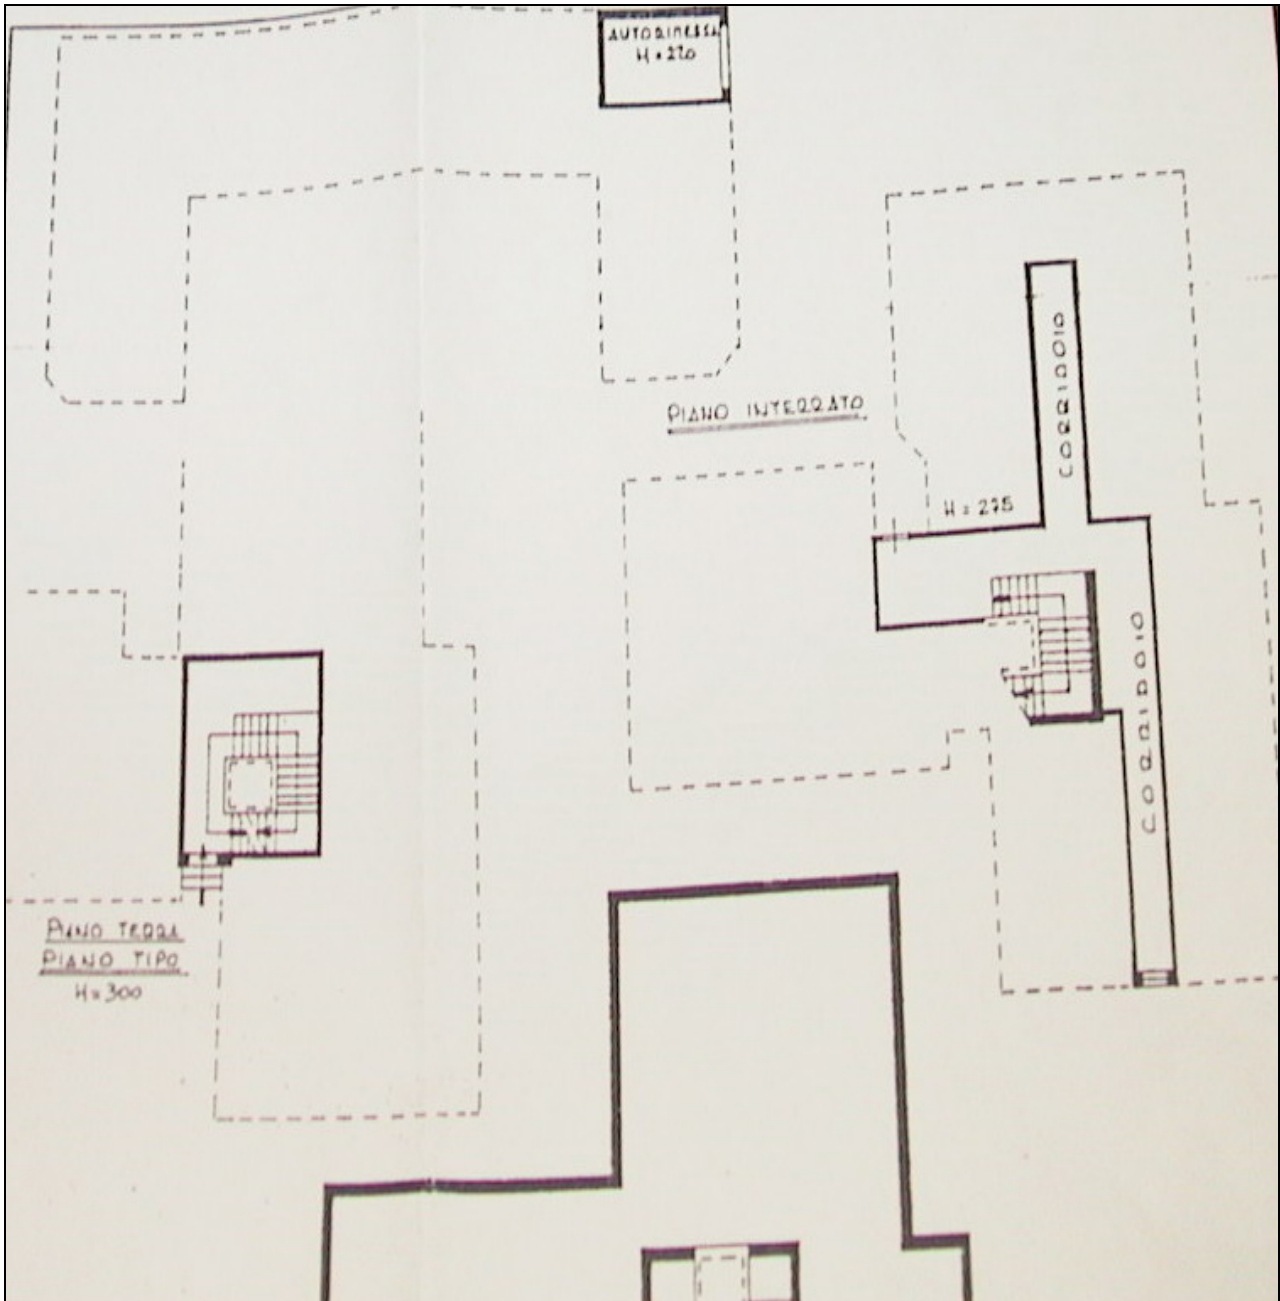 AUTORIMESSA
H=220
PIANO INTERRATO
H=275
CORRIDOIO
CORRIDOIO
PIANO TERRA
PIANO TIPO
H=300